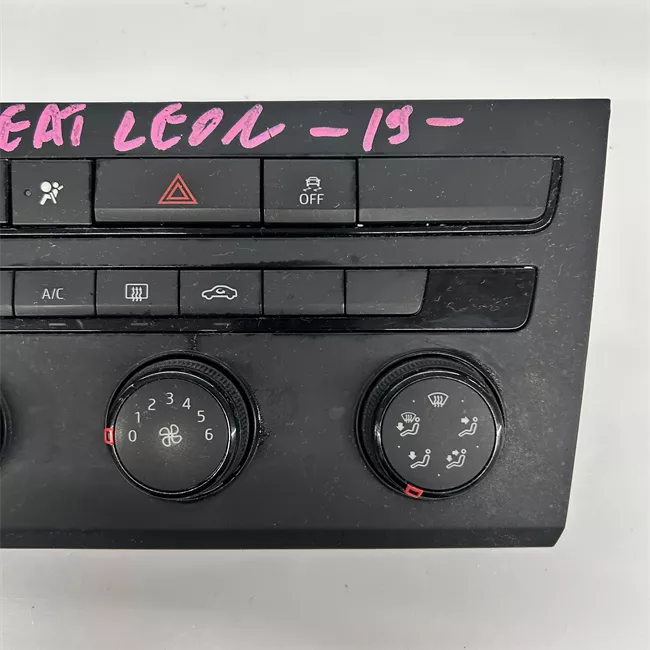 EAT LEON -19-
OFF
A/C
0 1 2 3 4 5 6